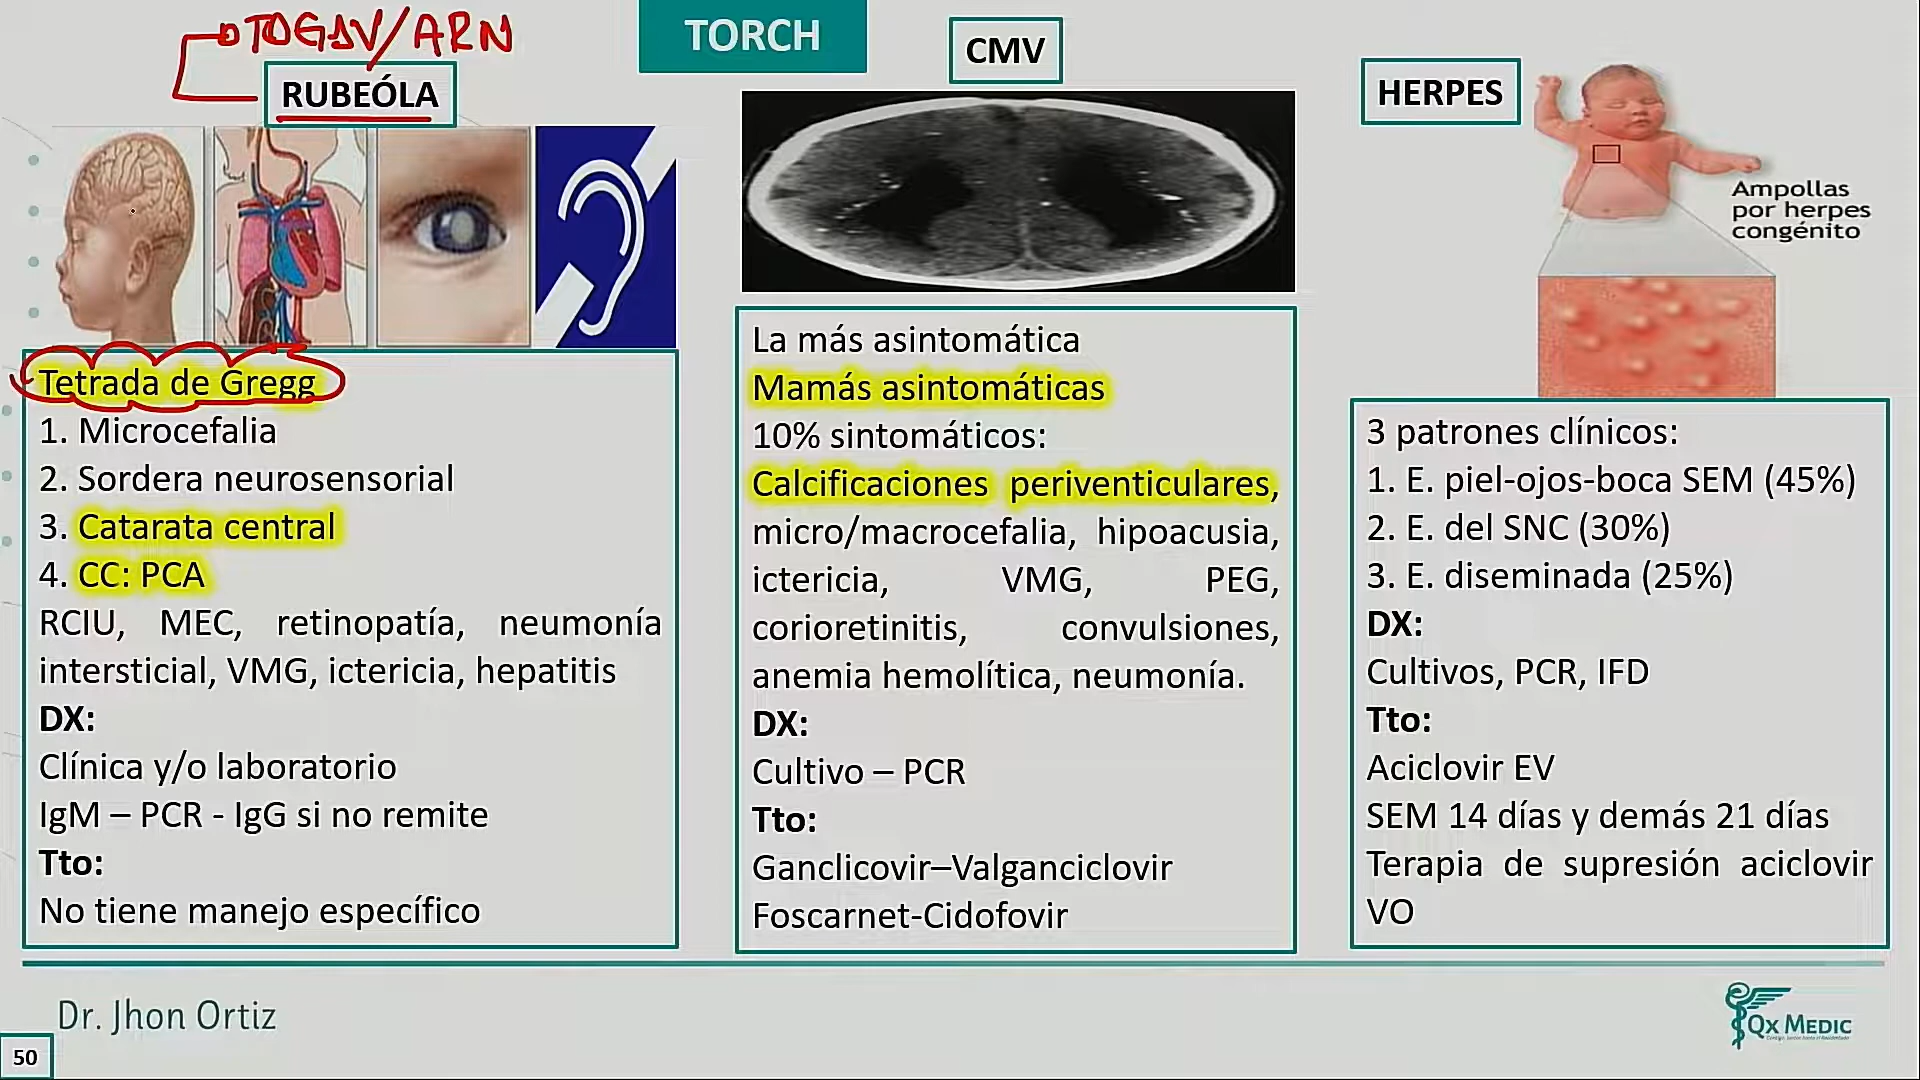 TOGAV/ARN
TORCH
RUBEÓLA
CMV
HERPES
Ampollas
por herpes
congénito
Tetrada de Gregg
1. Microcefalia
2. Sordera neurosensorial
3. Catarata central
4. CC: PCA
RCIU, MEC, retinopatía, neumonía
intersticial, VMG, ictericia, hepatitis
DX:
Clínica y/o laboratorio
IgM – PCR - IgG si no remite
Tto:
No tiene manejo específico
La más asintomática
Mamás asintomáticas
10% sintomáticos:
Calcificaciones periventiculares,
micro/macrocefalia, hipoacusia,
ictericia, VMG, PEG,
corioretinitis, convulsiones,
anemia hemolítica, neumonía.
DX:
Cultivo – PCR
Tto:
Ganclicovir–Valganciclovir
Foscarnet-Cidofovir
3 patrones clínicos:
1. E. piel-ojos-boca SEM (45%)
2. E. del SNC (30%)
3. E. diseminada (25%)
DX:
Cultivos, PCR, IFD
Tto:
Aciclovir EV
SEM 14 días y demás 21 días
Terapia de supresión aciclovir
VO
Dr. Jhon Ortiz
QX MEDIC
50